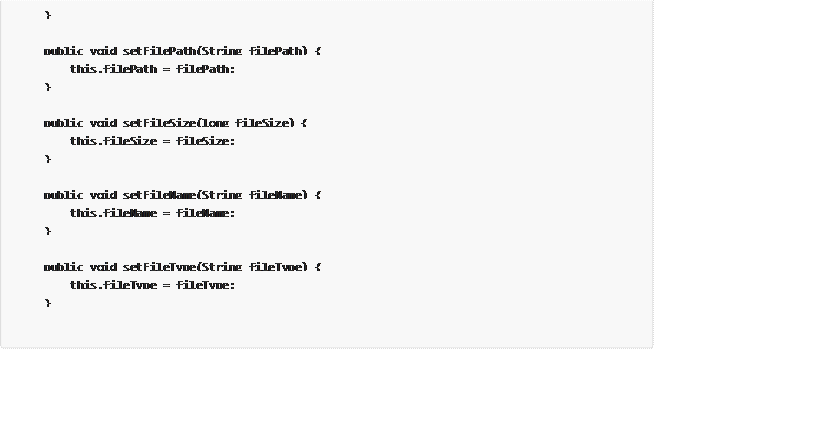 }
public void setFilePath(String filePath) {
this.filePath = filePath;
}
public void setFileSize(long fileSize) {
this.fileSize = fileSize;
}
public void setFileName(String fileName) {
this.fileName = fileName;
}
public void setFileType(String fileType) {
this.fileType = fileType;
}